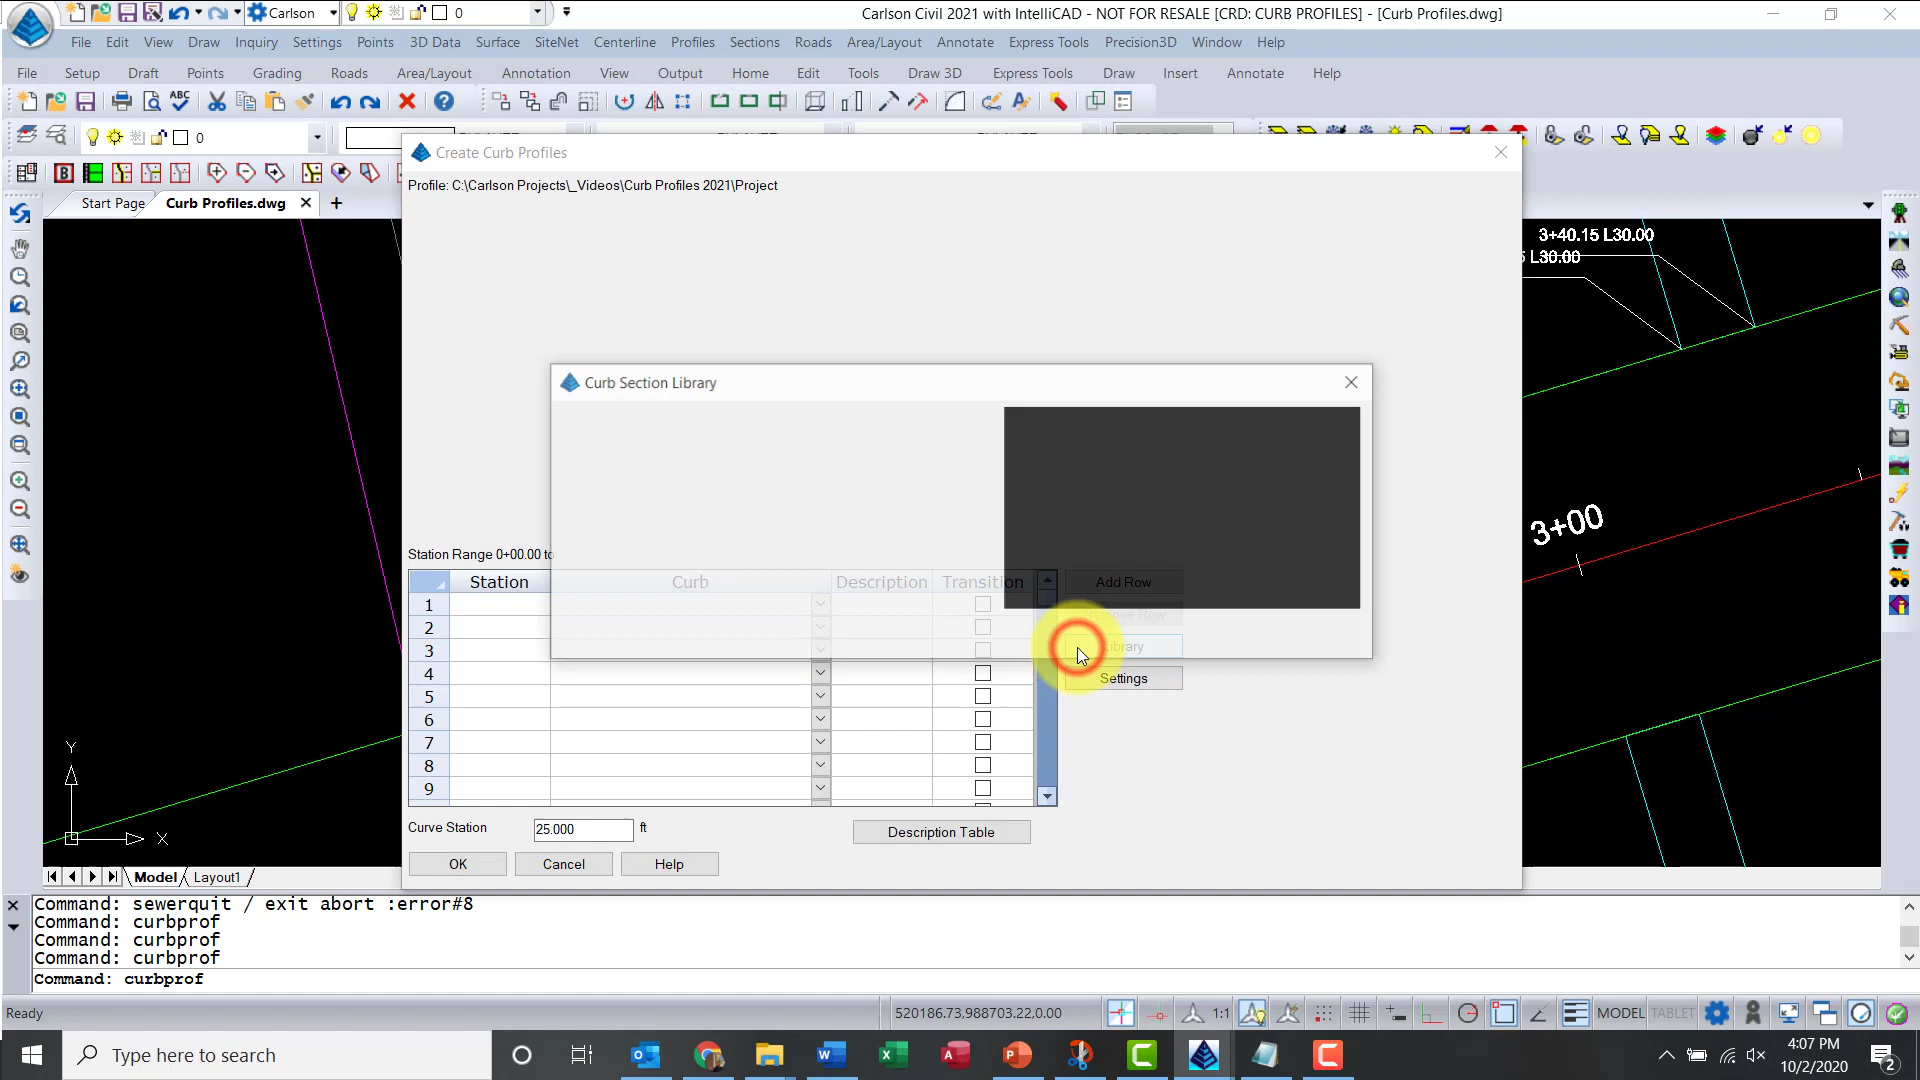 Carlson
0
Carlson Civil 2021 with IntelliCAD - NOT FOR RESALE [CRD: CURB PROFILES] - [Curb Profiles.dwg]
File Edit View Draw Inquiry Settings Points 3D Data Surface SiteNet Centerline Profiles Sections Roads Area/Layout Annotate Express Tools Precision3D Window Help
File Setup Draft Points Grading Roads Area/Layout Annotation View Output Home Edit Tools Draw 3D Express Tools Draw Insert Annotate Help
ABC
0
Start Page Curb Profiles.dwg
Create Curb Profiles
Profile: C:\Carlson Projects\_Videos\Curb Profiles 2021\Project
3+40.15 L30.00
L30.00
3+00
Curb Section Library
Station Range 0+00.00 to
Station Curb Description Transition
1
2
3
4
5
6
7
8
9
Add Row
Remove Row
Library
Settings
Curve Station 25.000 ft
Description Table
OK Cancel Help
Y
X
Model Layout1
Command: sewerquit / exit abort :error#8
Command: curbprof
Command: curbprof
Command: curbprof
Command: curbprof
Ready
520186.73,988703.22,0.00
1:1
MODEL TABLET
Type here to search
4:07 PM
10/2/2020
2